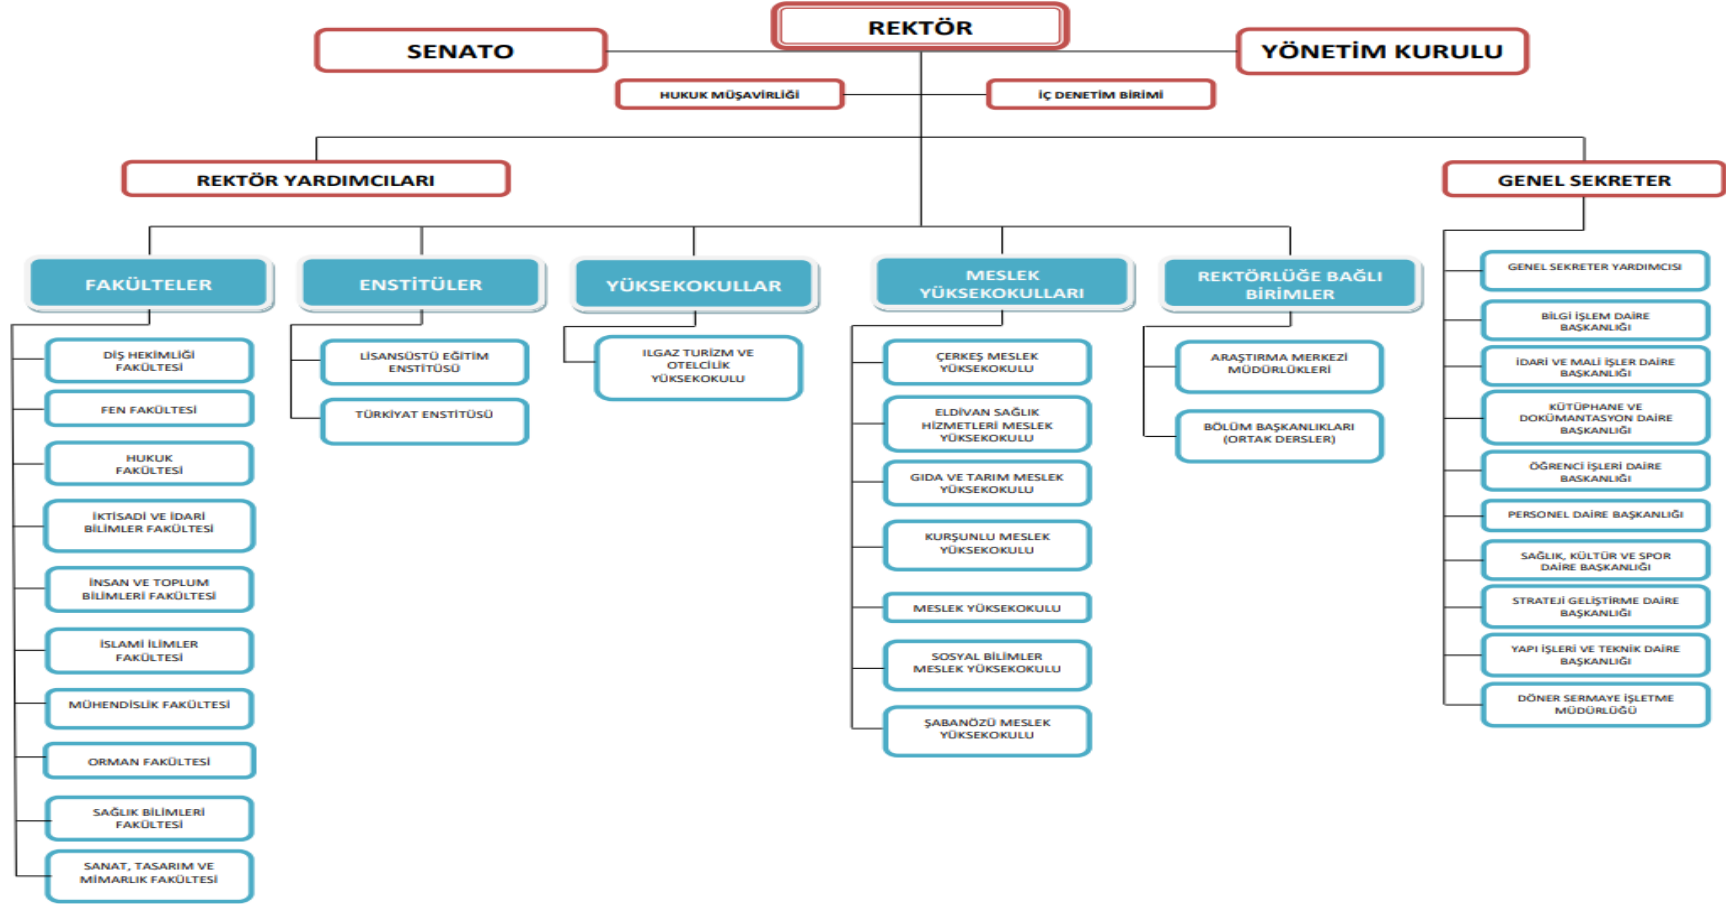 REKTÖR
SENATO
YÖNETİM KURULU
HUKUK MÜŞAVİRLİĞİ
İÇ DENETİM BİRİMİ
REKTÖR YARDIMCILARI
GENEL SEKRETER
FAKÜLTELER
DİŞ HEKİMLİĞİ
FAKÜLTESİ
FEN FAKÜLTESİ
HUKUK
FAKÜLTESİ
İKTİSADİ VE İDARİ
BİLİMLER FAKÜLTESİ
İNSAN VE TOPLUM
BİLİMLERİ FAKÜLTESİ
İSLAMİ İLİMLER
FAKÜLTESİ
MÜHENDİSLİK FAKÜLTESİ
ORMAN FAKÜLTESİ
SAĞLIK BİLİMLERİ
FAKÜLTESİ
SANAT, TASARIM VE
MİMARLIK FAKÜLTESİ
ENSTİTÜLER
LİSANSÜSTÜ EĞİTİM
ENSTİTÜSÜ
TÜRKİYAT ENSTİTÜSÜ
YÜKSEKOKULLAR
ILGAZ TURİZM VE
OTELCİLİK
YÜKSEKOKULU
MESLEK
YÜKSEKOKULLARI
ÇERKEŞ MESLEK
YÜKSEKOKULU
ELDİVAN SAĞLIK
HİZMETLERİ MESLEK
YÜKSEKOKULU
GIDA VE TARIM MESLEK
YÜKSEKOKULU
KURŞUNLU MESLEK
YÜKSEKOKULU
MESLEK YÜKSEKOKULU
SOSYAL BİLİMLER
MESLEK YÜKSEKOKULU
ŞABANÖZÜ MESLEK
YÜKSEKOKULU
REKTÖRLÜĞE BAĞLI
BİRİMLER
ARAŞTIRMA MERKEZİ
MÜDÜRLÜKLERİ
BÖLÜM BAŞKANLIKLARI
(ORTAK DERSLER)
GENEL SEKRETER YARDIMCISI
BİLGİ İŞLEM DAİRE
BAŞKANLIĞI
İDARİ VE MALİ İŞLER DAİRE
BAŞKANLIĞI
KÜTÜPHANE VE
DOKÜMANTASYON DAİRE
BAŞKANLIĞI
ÖĞRENCİ İŞLERİ DAİRE
BASKANLIĞI
PERSONEL DAİRE BAŞKANLIĞI
SAĞLIK, KÜLTÜR VE SPOR
DAİRE BAŞKANLIĞI
STRATEJİ GELİŞTİRME DAİRE
BAŞKANLIĞI
YAPI İŞLERİ VE TEKNİK DAİRE
BAŞKANLIĞI
DÖNER SERMAYE İŞLETME
MÜDÜRLÜĞÜ